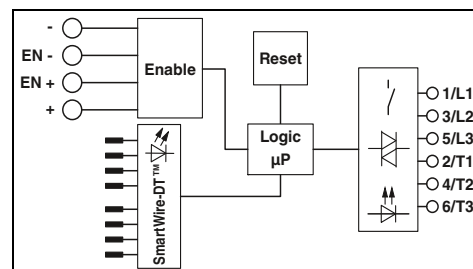 -
EN -
EN +
+
Enable
Reset
Logic
µP
SmartWire-DT™
1/L1
3/L2
5/L3
2/T1
4/T2
6/T3